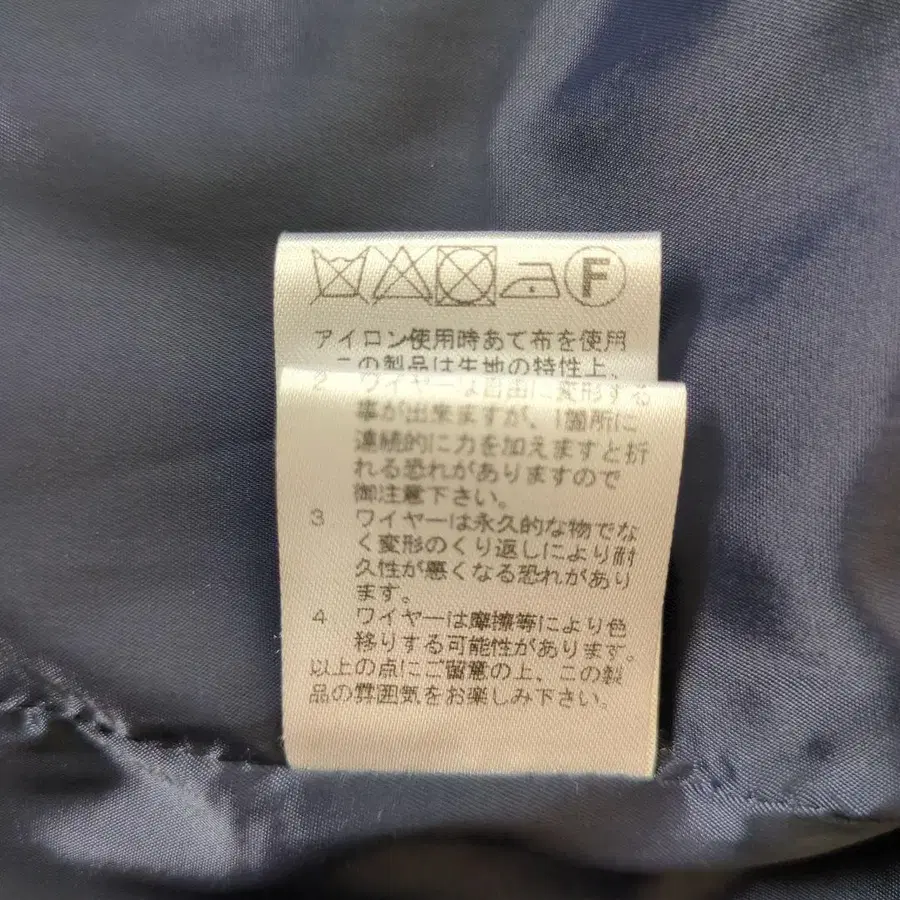 F
アイロン使用時あて布を使用
この製品は生地の特性上、
2 ワイヤーは自由に変形する
事が出来ますが、1箇所に
連続的に力を加えますと折
れる恐れがありますので
御注意下さい。
3 ワイヤーは永久的な物でな
く変形のくり返しにより耐
久性が悪くなる恐れがあり
ます。
4 ワイヤーは摩擦等により色
移りする可能性があります。
以上の点にご留意の上、この製
品の雰囲気をお楽しみ下さい。